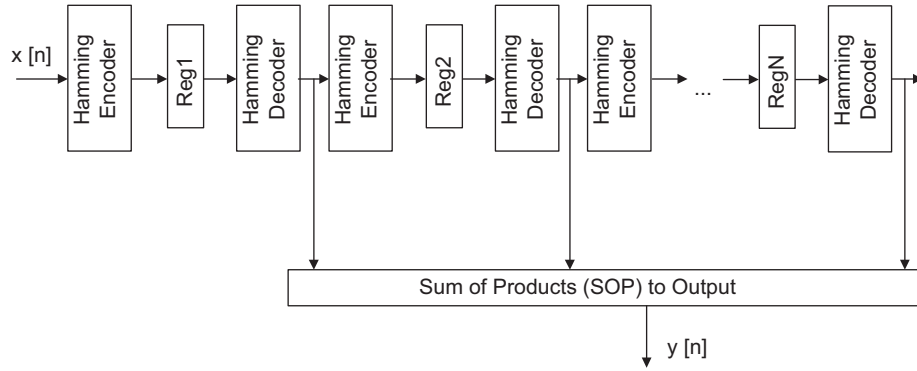 x [n]
Hamming
Encoder
Reg1
Hamming
Decoder
Hamming
Encoder
Reg2
Hamming
Decoder
Hamming
Encoder
...
RegN
Hamming
Decoder
Sum of Products (SOP) to Output
y [n]